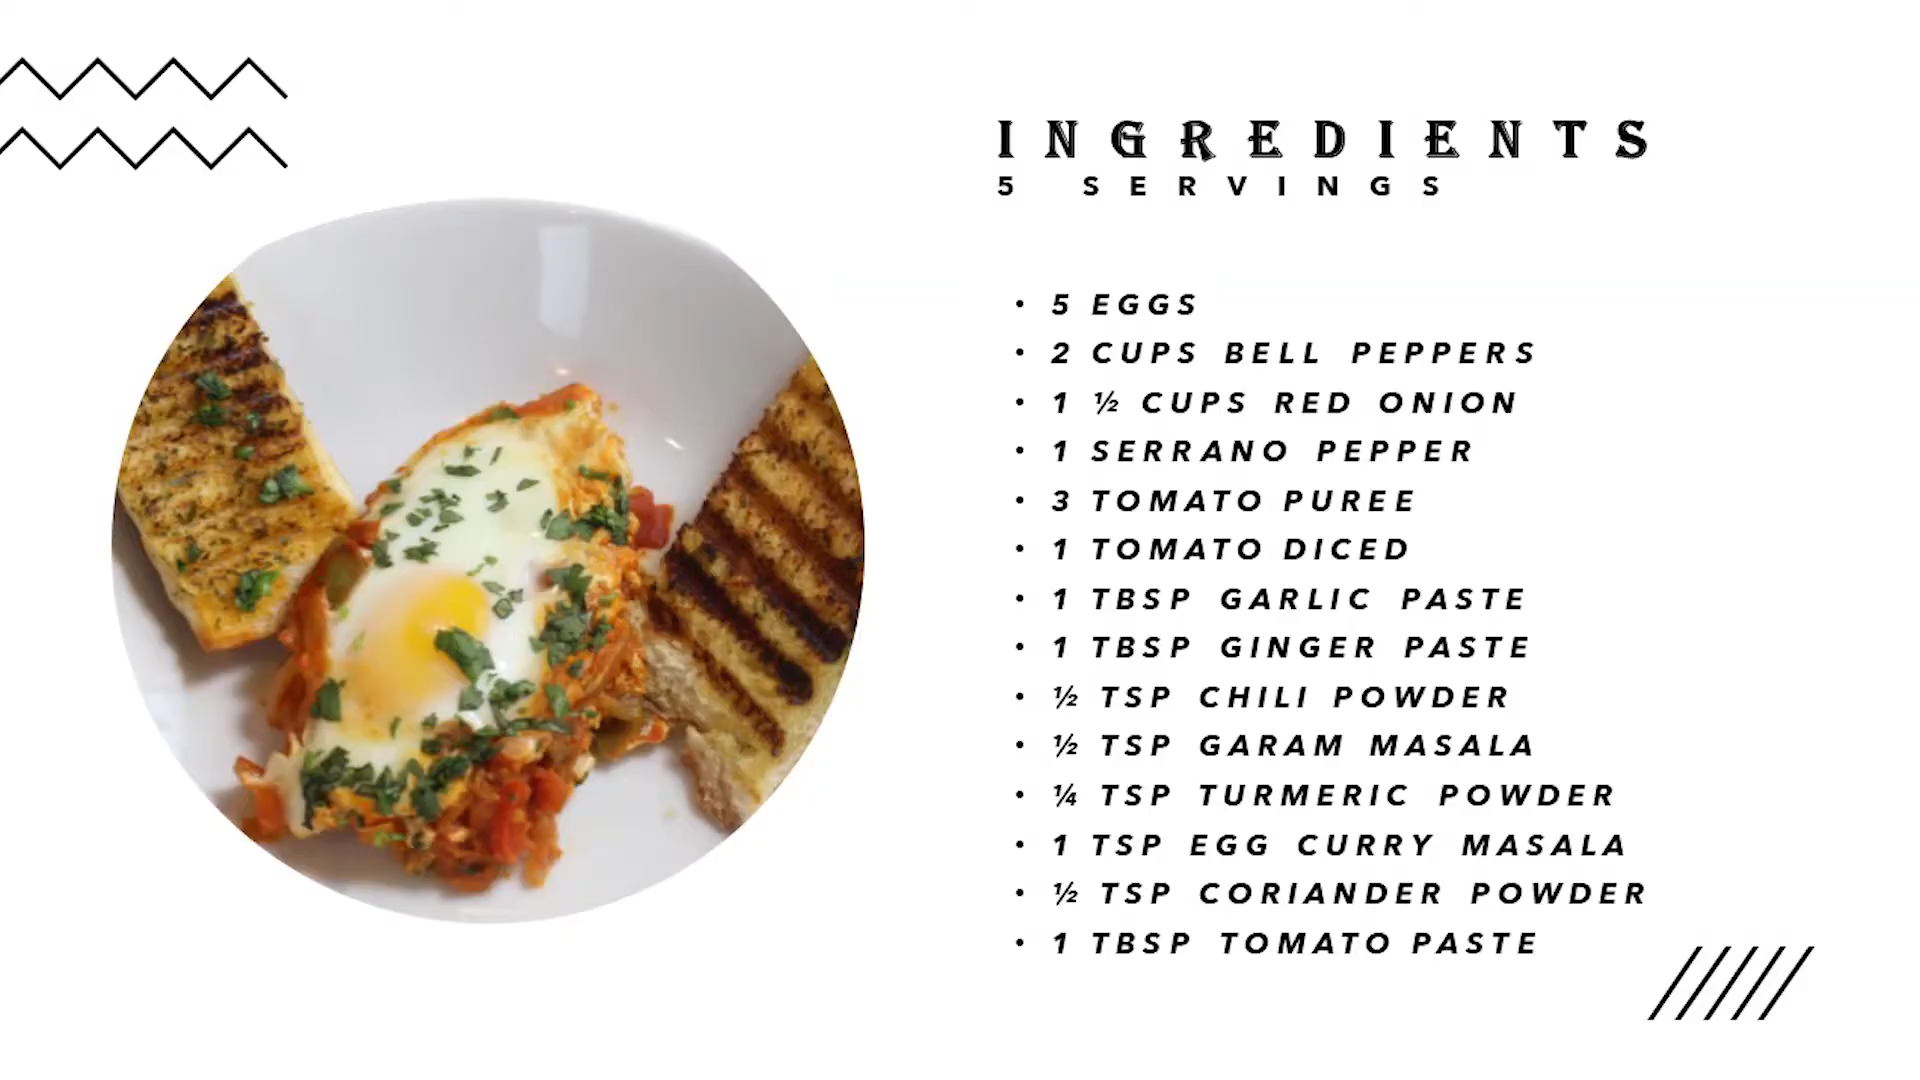 INGREDIENTS
5 SERVINGS
• 5 EGGS
• 2 CUPS BELL PEPPERS
• 1 ½ CUPS RED ONION
• 1 SERRANO PEPPER
• 3 TOMATO PUREE
• 1 TOMATO DICED
• 1 TBSP GARLIC PASTE
• 1 TBSP GINGER PASTE
• ½ TSP CHILI POWDER
• ½ TSP GARAM MASALA
• ¼ TSP TURMERIC POWDER
• 1 TSP EGG CURRY MASALA
• ½ TSP CORIANDER POWDER
• 1 TBSP TOMATO PASTE